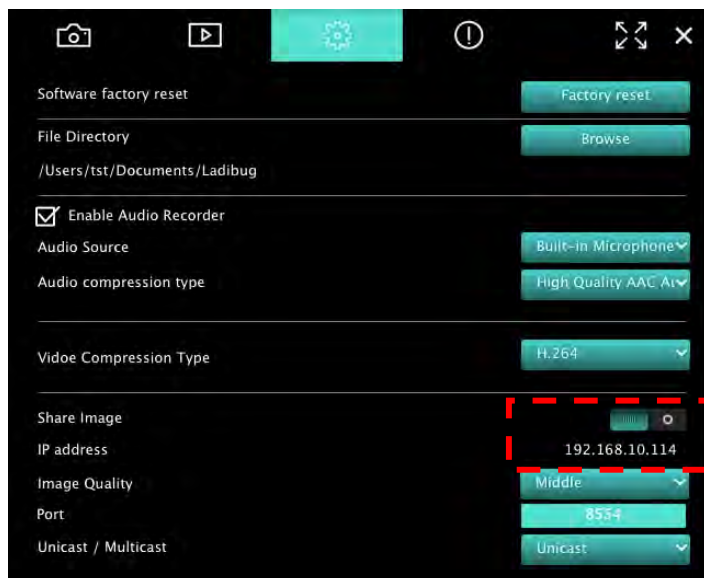 Software factory reset Factory reset
File Directory Browse
/Users/tst/Documents/Ladibug
Enable Audio Recorder
Audio Source Built-in Microphone
Audio compression type High Quality AAC
Vidoe Compression Type H.264
Share Image
IP address 192.168.10.114
Image Quality Middle
Port 8554
Unicast / Multicast Unicast